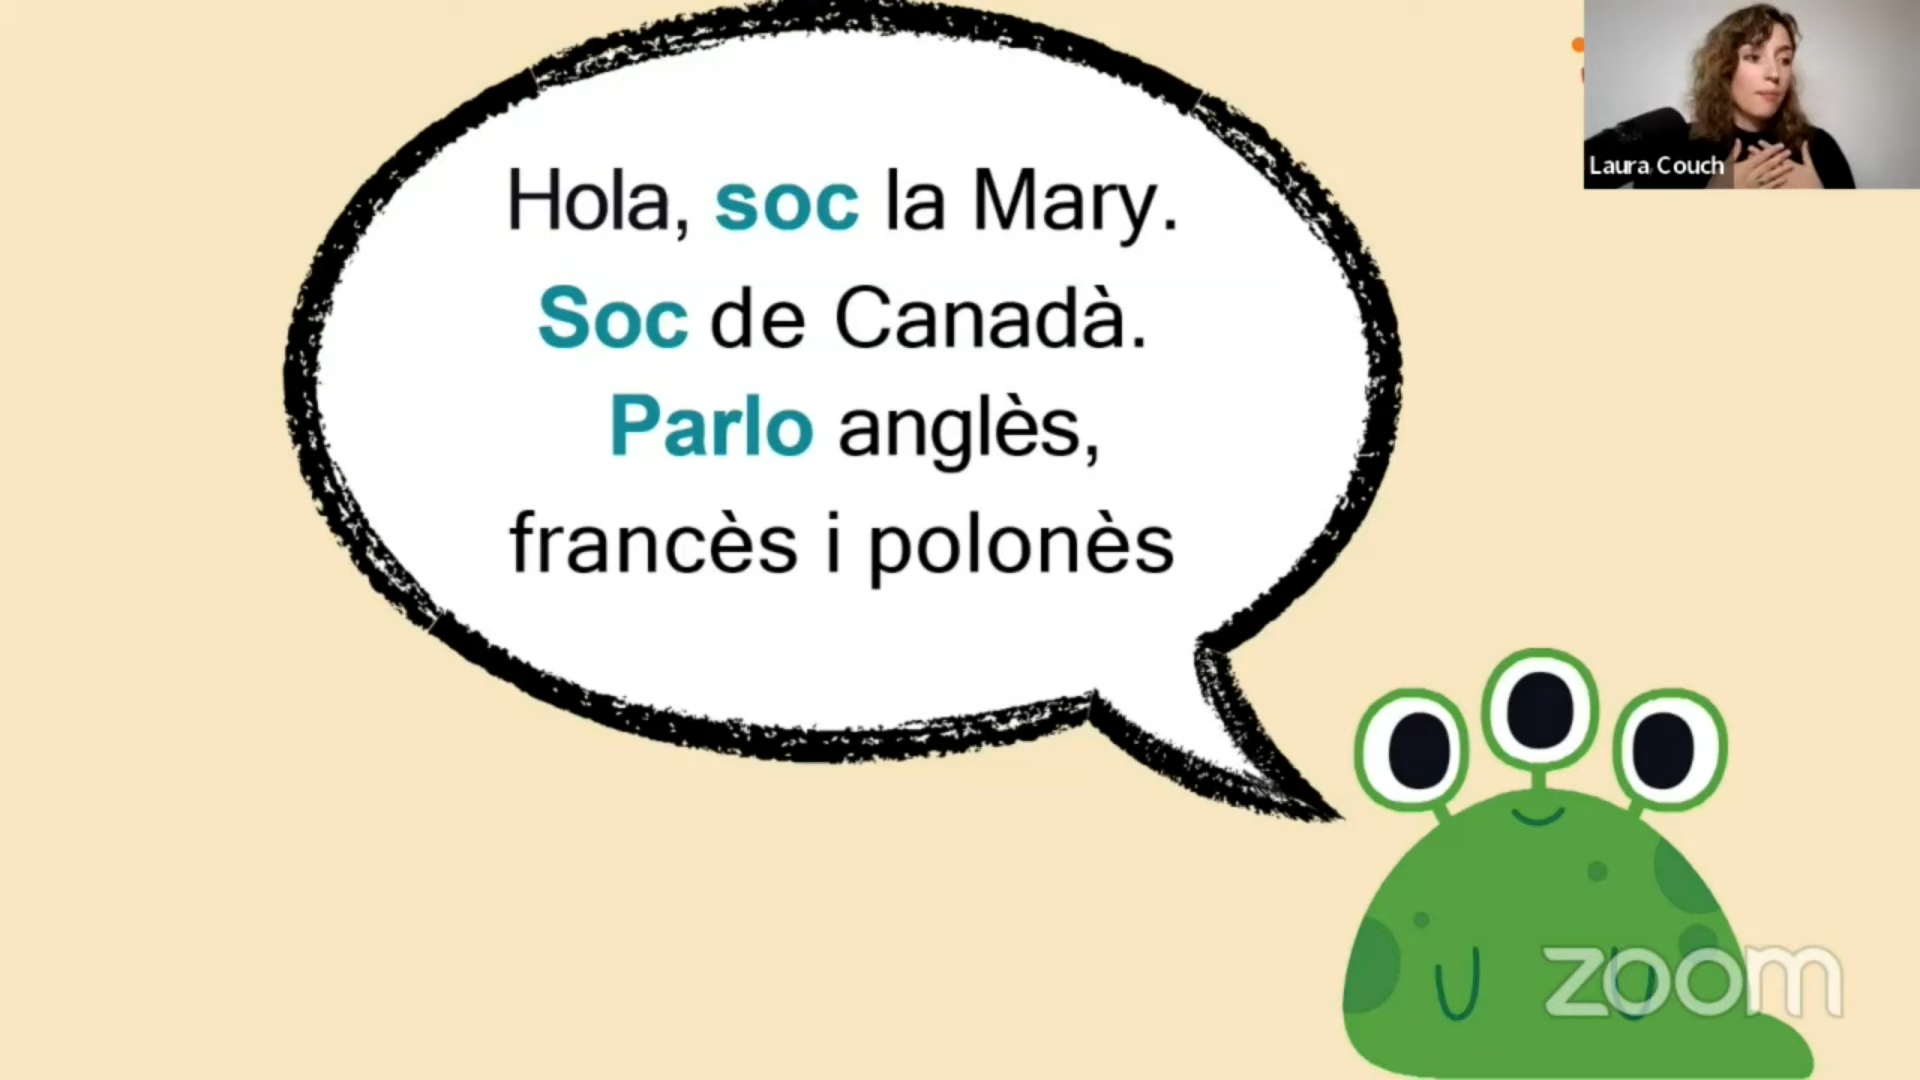 Hola, soc la Mary.
Soc de Canadà.
Parlo anglès,
francès i polonès
Laura Couch
zoom